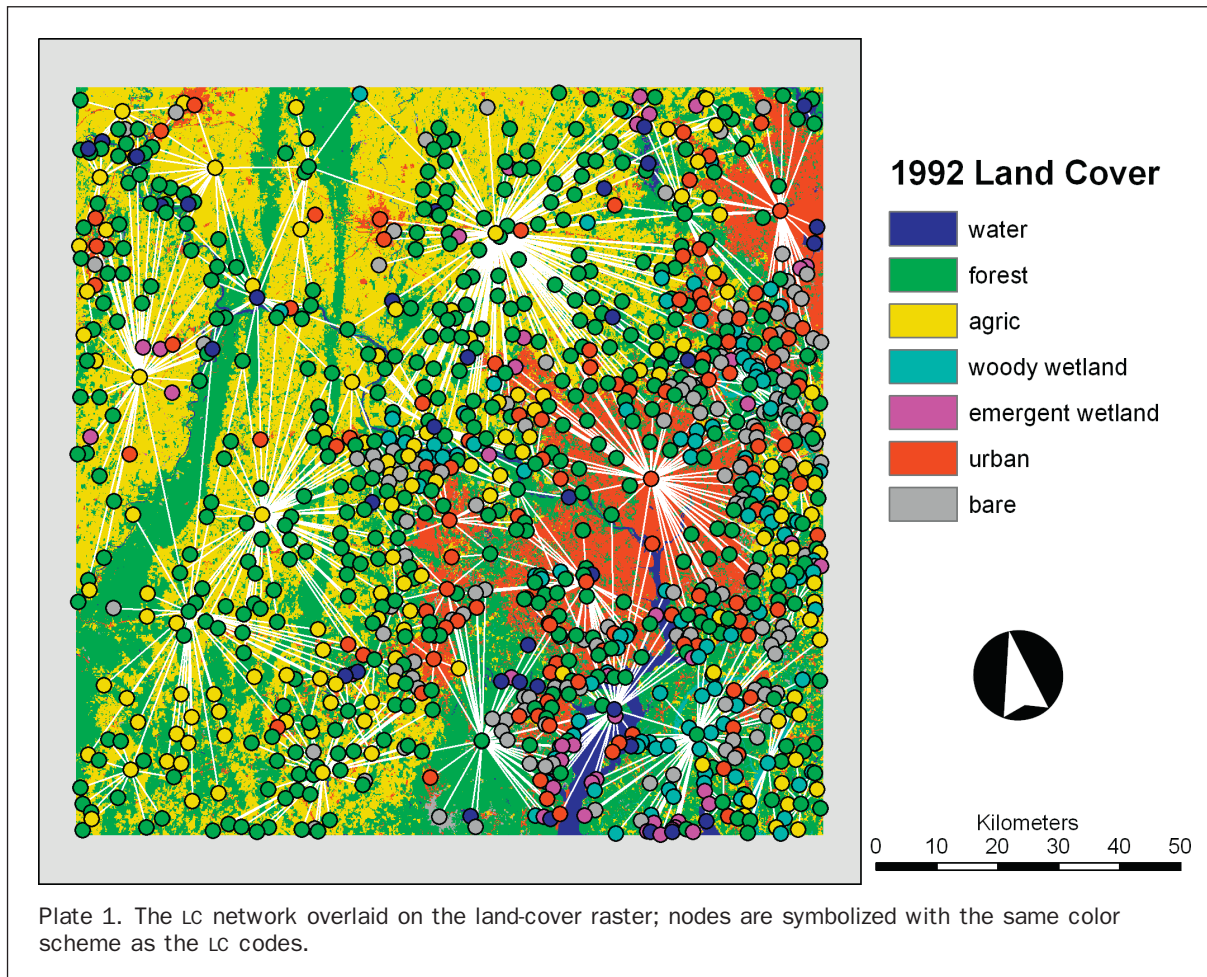 1992 Land Cover
water
forest
agric
woody wetland
emergent wetland
urban
bare
Kilometers
0 10 20 30 40 50
Plate 1. The LC network overlaid on the land-cover raster; nodes are symbolized with the same color
scheme as the LC codes.